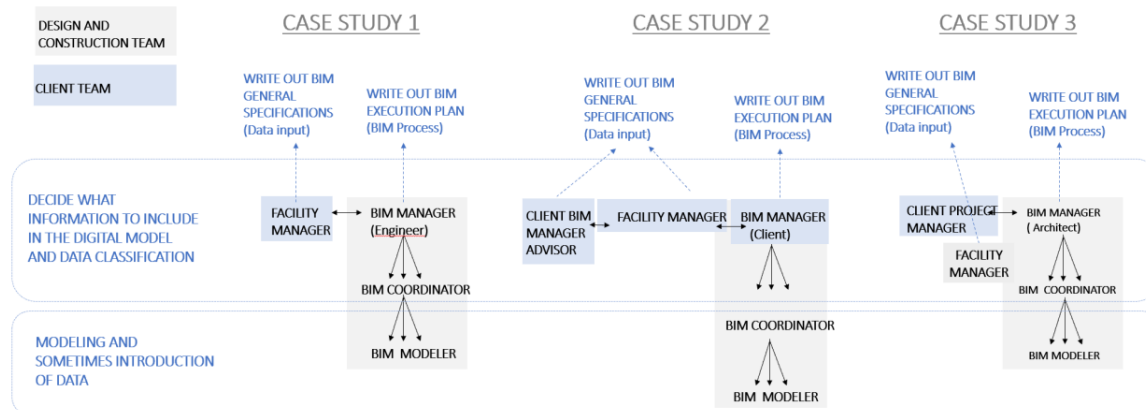 DESIGN AND
CONSTRUCTION TEAM
CLIENT TEAM
CASE STUDY 1
WRITE OUT BIM
GENERAL
SPECIFICATIONS
(Data input)
WRITE OUT BIM
EXECUTION PLAN
(BIM Process)
CASE STUDY 2
WRITE OUT BIM
GENERAL
SPECIFICATIONS
(Data input)
WRITE OUT BIM
EXECUTION PLAN
(BIM Process)
CASE STUDY 3
WRITE OUT BIM
GENERAL
SPECIFICATIONS
(Data input)
WRITE OUT BIM
EXECUTION PLAN
(BIM Process)
DECIDE WHAT
INFORMATION TO INCLUDE
IN THE DIGITAL MODEL
AND DATA CLASSIFICATION
FACILITY
MANAGER
BIM MANAGER
(Engineer)
BIM COORDINATOR
BIM MODELER
CLIENT BIM
MANAGER
ADVISOR
FACILITY MANAGER
BIM MANAGER
(Client)
BIM COORDINATOR
BIM MODELER
CLIENT PROJECT
MANAGER
BIM MANAGER
( Architect)
FACILITY
MANAGER
BIM COORDINATOR
BIM MODELER
MODELING AND
SOMETIMES INTRODUCTION
OF DATA